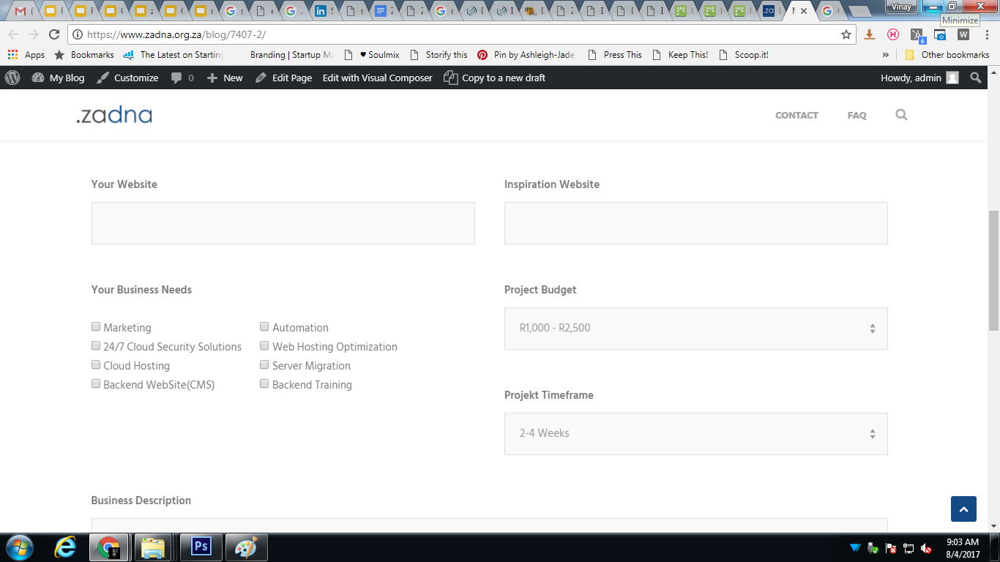 Vinay
Minimize
https://www.zadna.org.za/blog/7407-2/
6
W
Apps Bookmarks The Latest on Startin Branding | Startup M ♥ Soulmix Storify this Pin by Ashleigh-Jade Press This Keep This! Scoop.it! » Other bookmarks
My Blog Customize 0 New Edit Page Edit with Visual Composer Copy to a new draft Howdy, admin
.zadna CONTACT FAQ
Your Website Inspiration Website
Your Business Needs Project Budget
Marketing Automation R1,000 - R2,500
24/7 Cloud Security Solutions Web Hosting Optimization
Cloud Hosting Server Migration
Backend WebSite(CMS) Backend Training
Projekt Timeframe
2-4 Weeks
Business Description
Ps
9:03 AM
8/4/2017